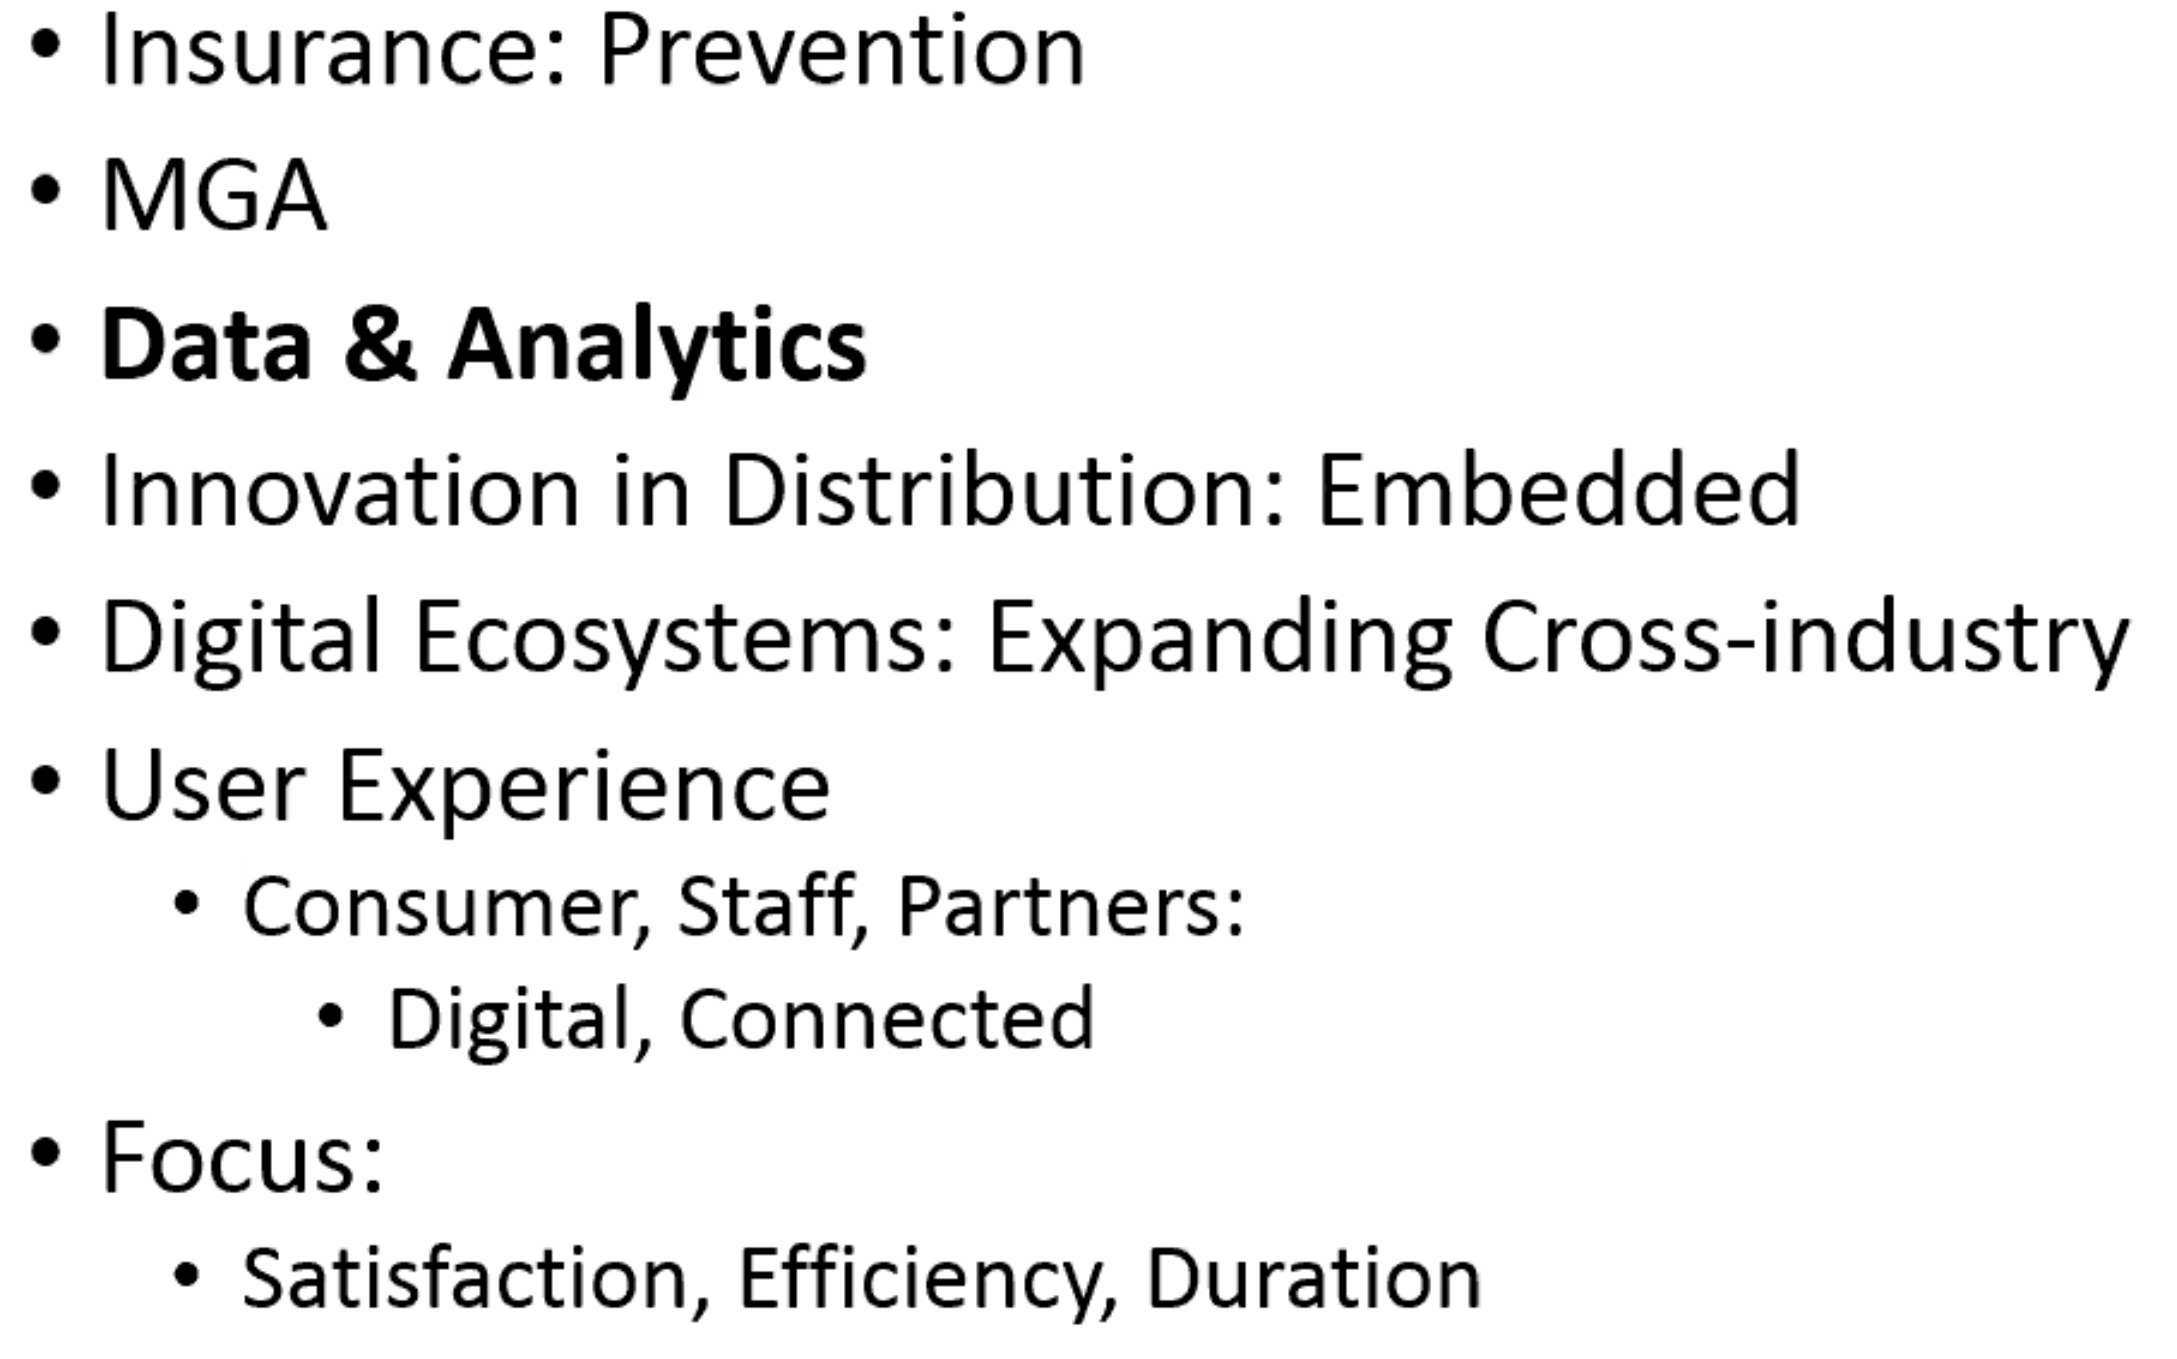 • Insurance: Prevention
• MGA
• Data & Analytics
• Innovation in Distribution: Embedded
• Digital Ecosystems: Expanding Cross-industry
• User Experience
• Consumer, Staff, Partners:
• Digital, Connected
• Focus:
• Satisfaction, Efficiency, Duration